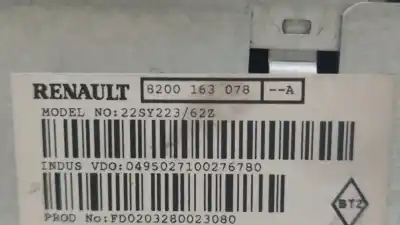 RENAULT 8200 163 078 --A
MODEL NO:22SY223/62Z
INDUS VDO:0495027100276780
PROD No:FD0203280023080
BTZ